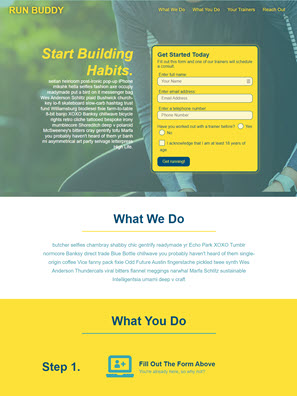 RUN BUDDY
What We Do
What You Do
Your Trainers
Reach Out
Start Building
Habits.
seitan heirloom post-ironic pop-up iPhone
mlkshk hella selfies fashion axe occupy
readymade put a bird on it messenger bag
Wes Anderson Schlitz plaid Bushwick church-
key lo-fi skateboard slow-carb hashtag trust
fund Williamsburg biodiesel fixie farm-to-table
8-bit banjo XOXO Banksy chillwave bicycle
rights retro cliche tattooed bespoke irony
mumblecore lifromedich deep v polaroid
McSweeney's bitters cray gentrify tofu Marfa
you probably haven't heard of them yr banh
mi asymmetrical art party selvage letterpress
High Life.
Get Started Today
Fill out this form and one of our trainers will schedule
a consult
Enter full name:
Your Name
Enter email address:
Email Address
Enter a telephone number:
Phone Number
Have you worked out with a trainer before?
Yes
No
I acknowledge that I am at least 18 years of
age
Get running!
What We Do
butcher selfies chambray shabby chic gentrify readymade yr Echo Park XOXO Tumblr
normcore Banksy direct trade Blue Bottle chillwave you probably haven't heard of them single-
origin coffee Vice fanny pack fixie Odd Future Austin fingerstache pickled twee synth Wes
Anderson Thundercats viral bitters flannel meggings narwhal Marfa Schlitz sustainable
Intelligentsia umami deep v craft
What You Do
Step 1.
Fill Out The Form Above
You're already here, so why not?